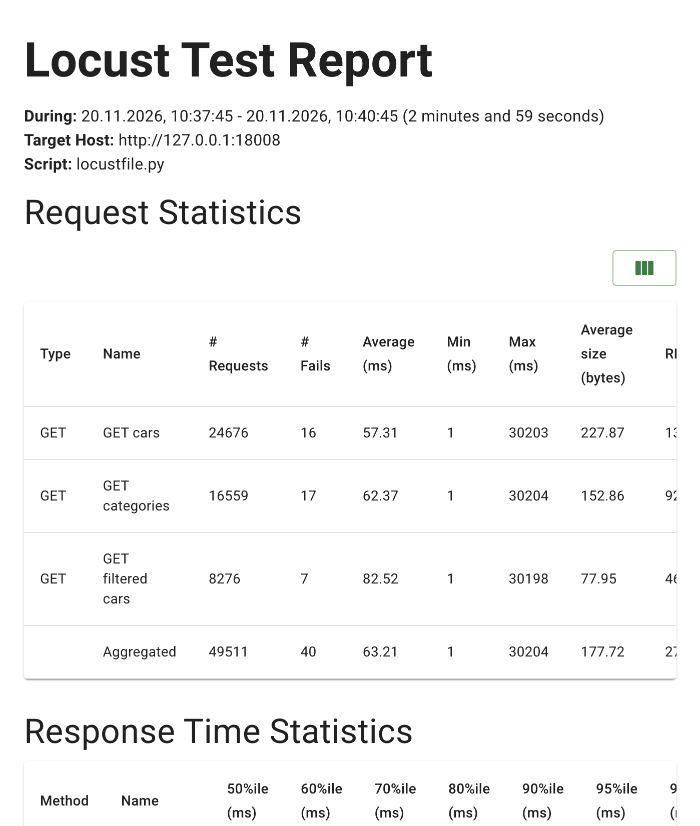 Locust Test Report
During: 20.11.2026, 10:37:45 - 20.11.2026, 10:40:45 (2 minutes and 59 seconds)
Target Host: http://127.0.0.1:18008
Script: locustfile.py
Request Statistics
Type Name # Requests # Fails Average (ms) Min (ms) Max (ms) Average size (bytes)
GET GET cars 24676 16 57.31 1 30203 227.87
GET GET categories 16559 17 62.37 1 30204 152.86
GET GET filtered cars 8276 7 82.52 1 30198 77.95
Aggregated 49511 40 63.21 1 30204 177.72
Response Time Statistics
Method Name 50%ile (ms) 60%ile (ms) 70%ile (ms) 80%ile (ms) 90%ile (ms) 95%ile (ms)